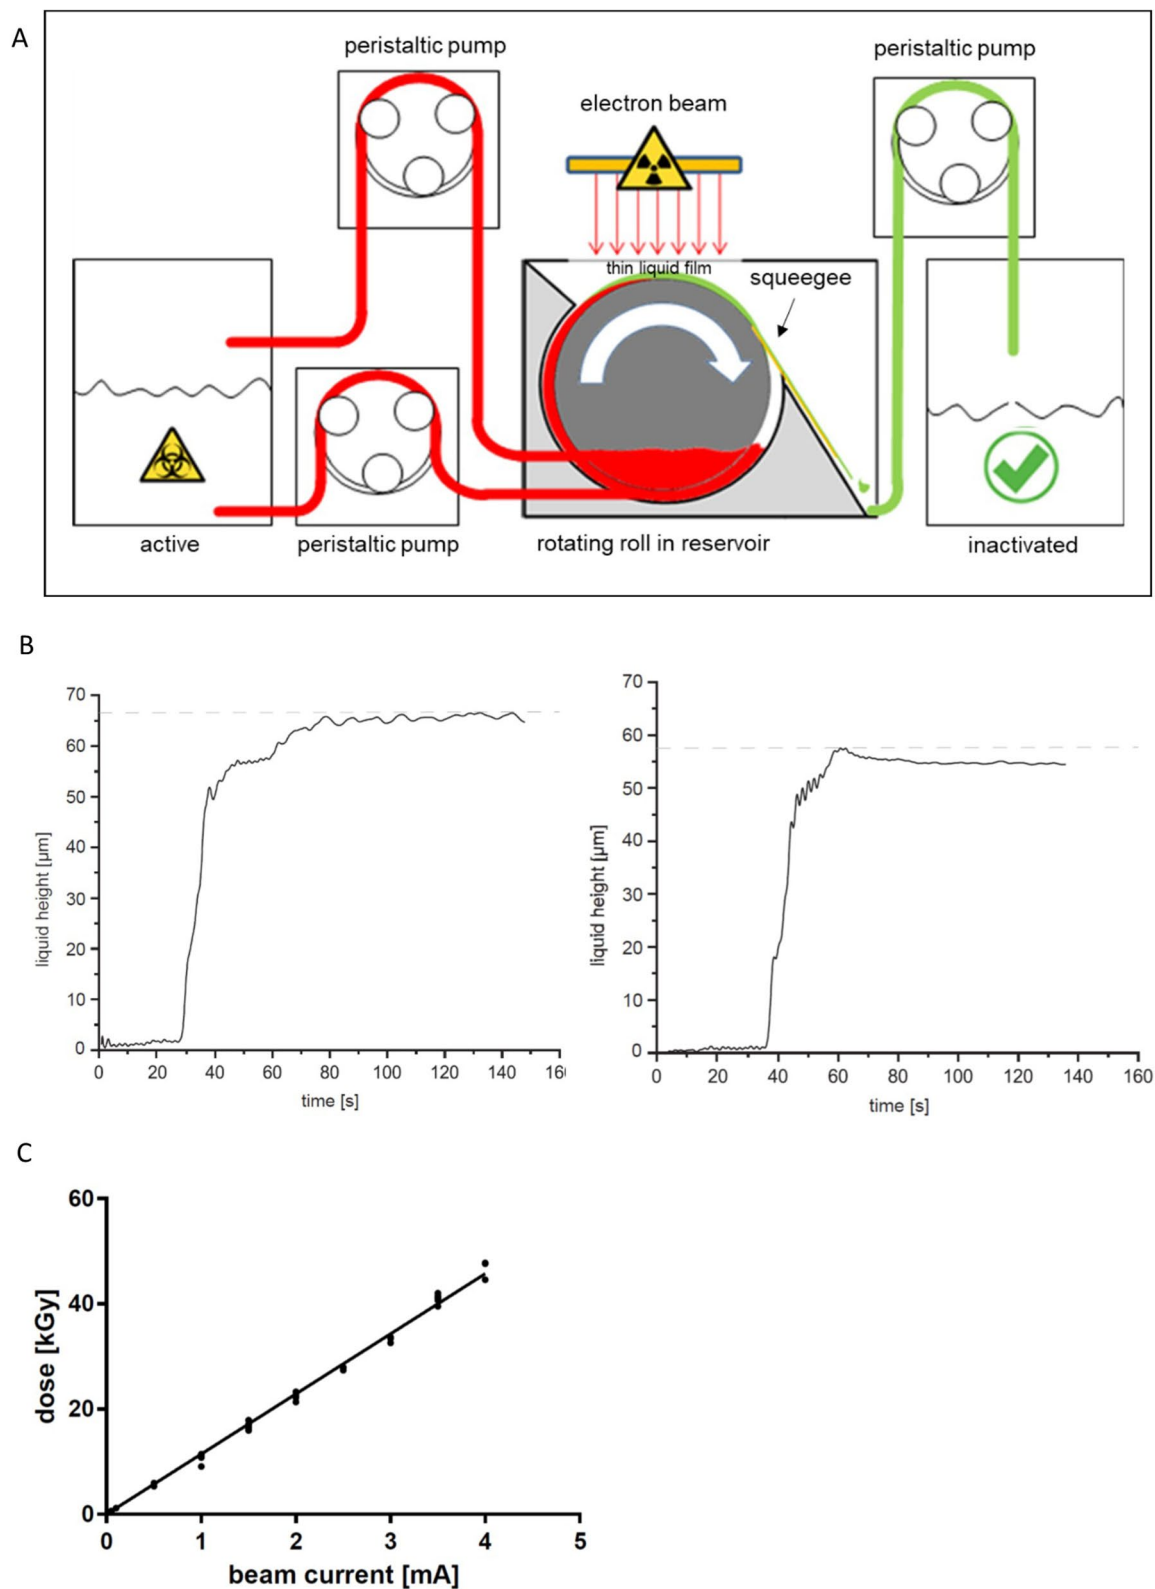 A
peristaltic pump
peristaltic pump
electron beam
thin liquid film
squeegee
active
peristaltic pump
rotating roll in reservoir
inactivated
B
70
60
50
40
30
20
10
0
liquid height [µm]
0 20 40 60 80 100 120 140 16
time [s]
70
60
50
40
30
20
10
0
liquid height [µm]
0 20 40 60 80 100 120 140 160
time [s]
C
60
40
20
0
dose [kGy]
0 1 2 3 4 5
beam current [mA]